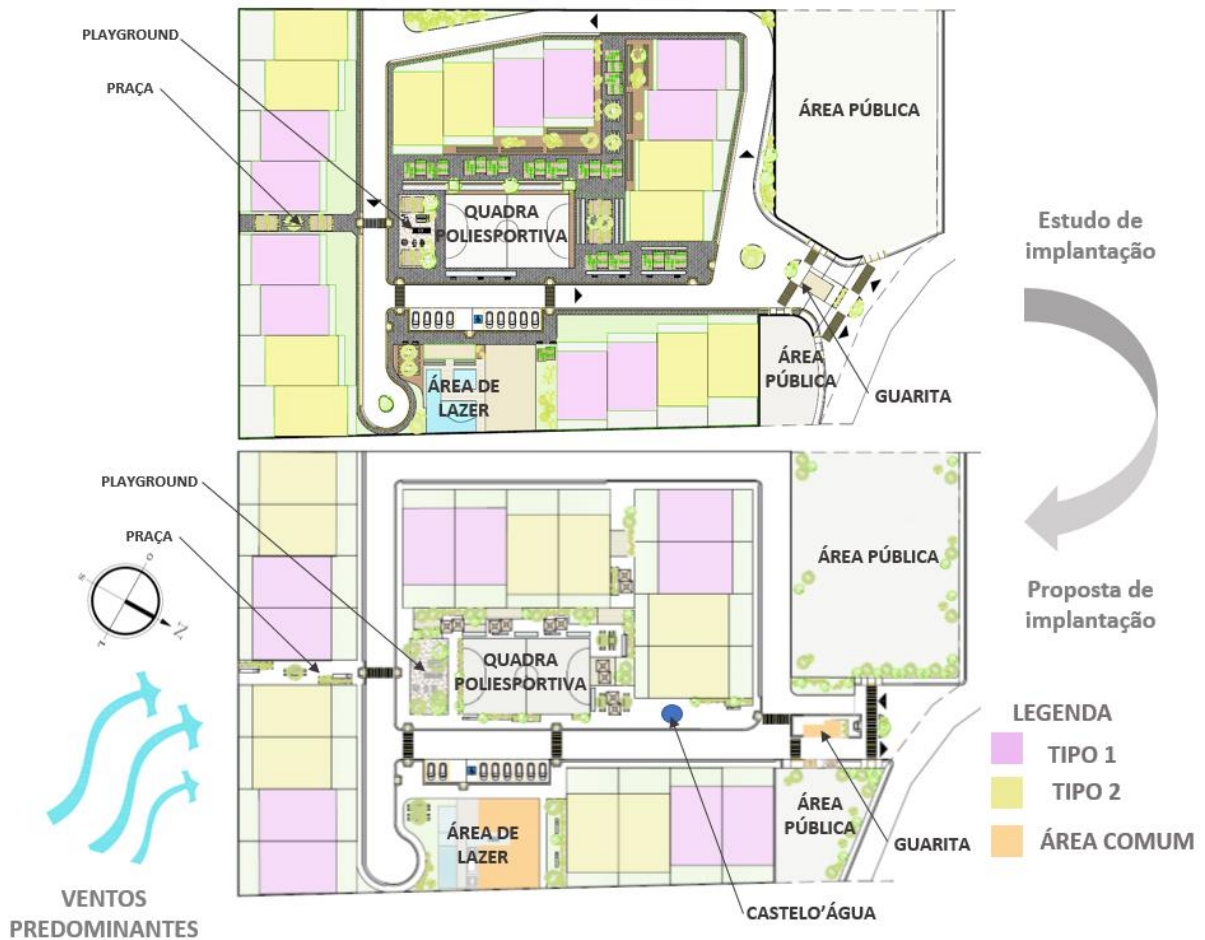 PLAYGROUND
PRAÇA
ÁREA PÚBLICA
QUADRA
POLIESPORTIVA
Estudo de
implantação
ÁREA
PÚBLICA
ÁREA DE
LAZER
GUARITA
PLAYGROUND
PRAÇA
ÁREA PÚBLICA
O
N
S
L
Proposta de
implantação
QUADRA
POLIESPORTIVA
LEGENDA
TIPO 1
TIPO 2
ÁREA COMUM
ÁREA
PÚBLICA
ÁREA DE
LAZER
GUARITA
CASTELO'ÁGUA
VENTOS
PREDOMINANTES